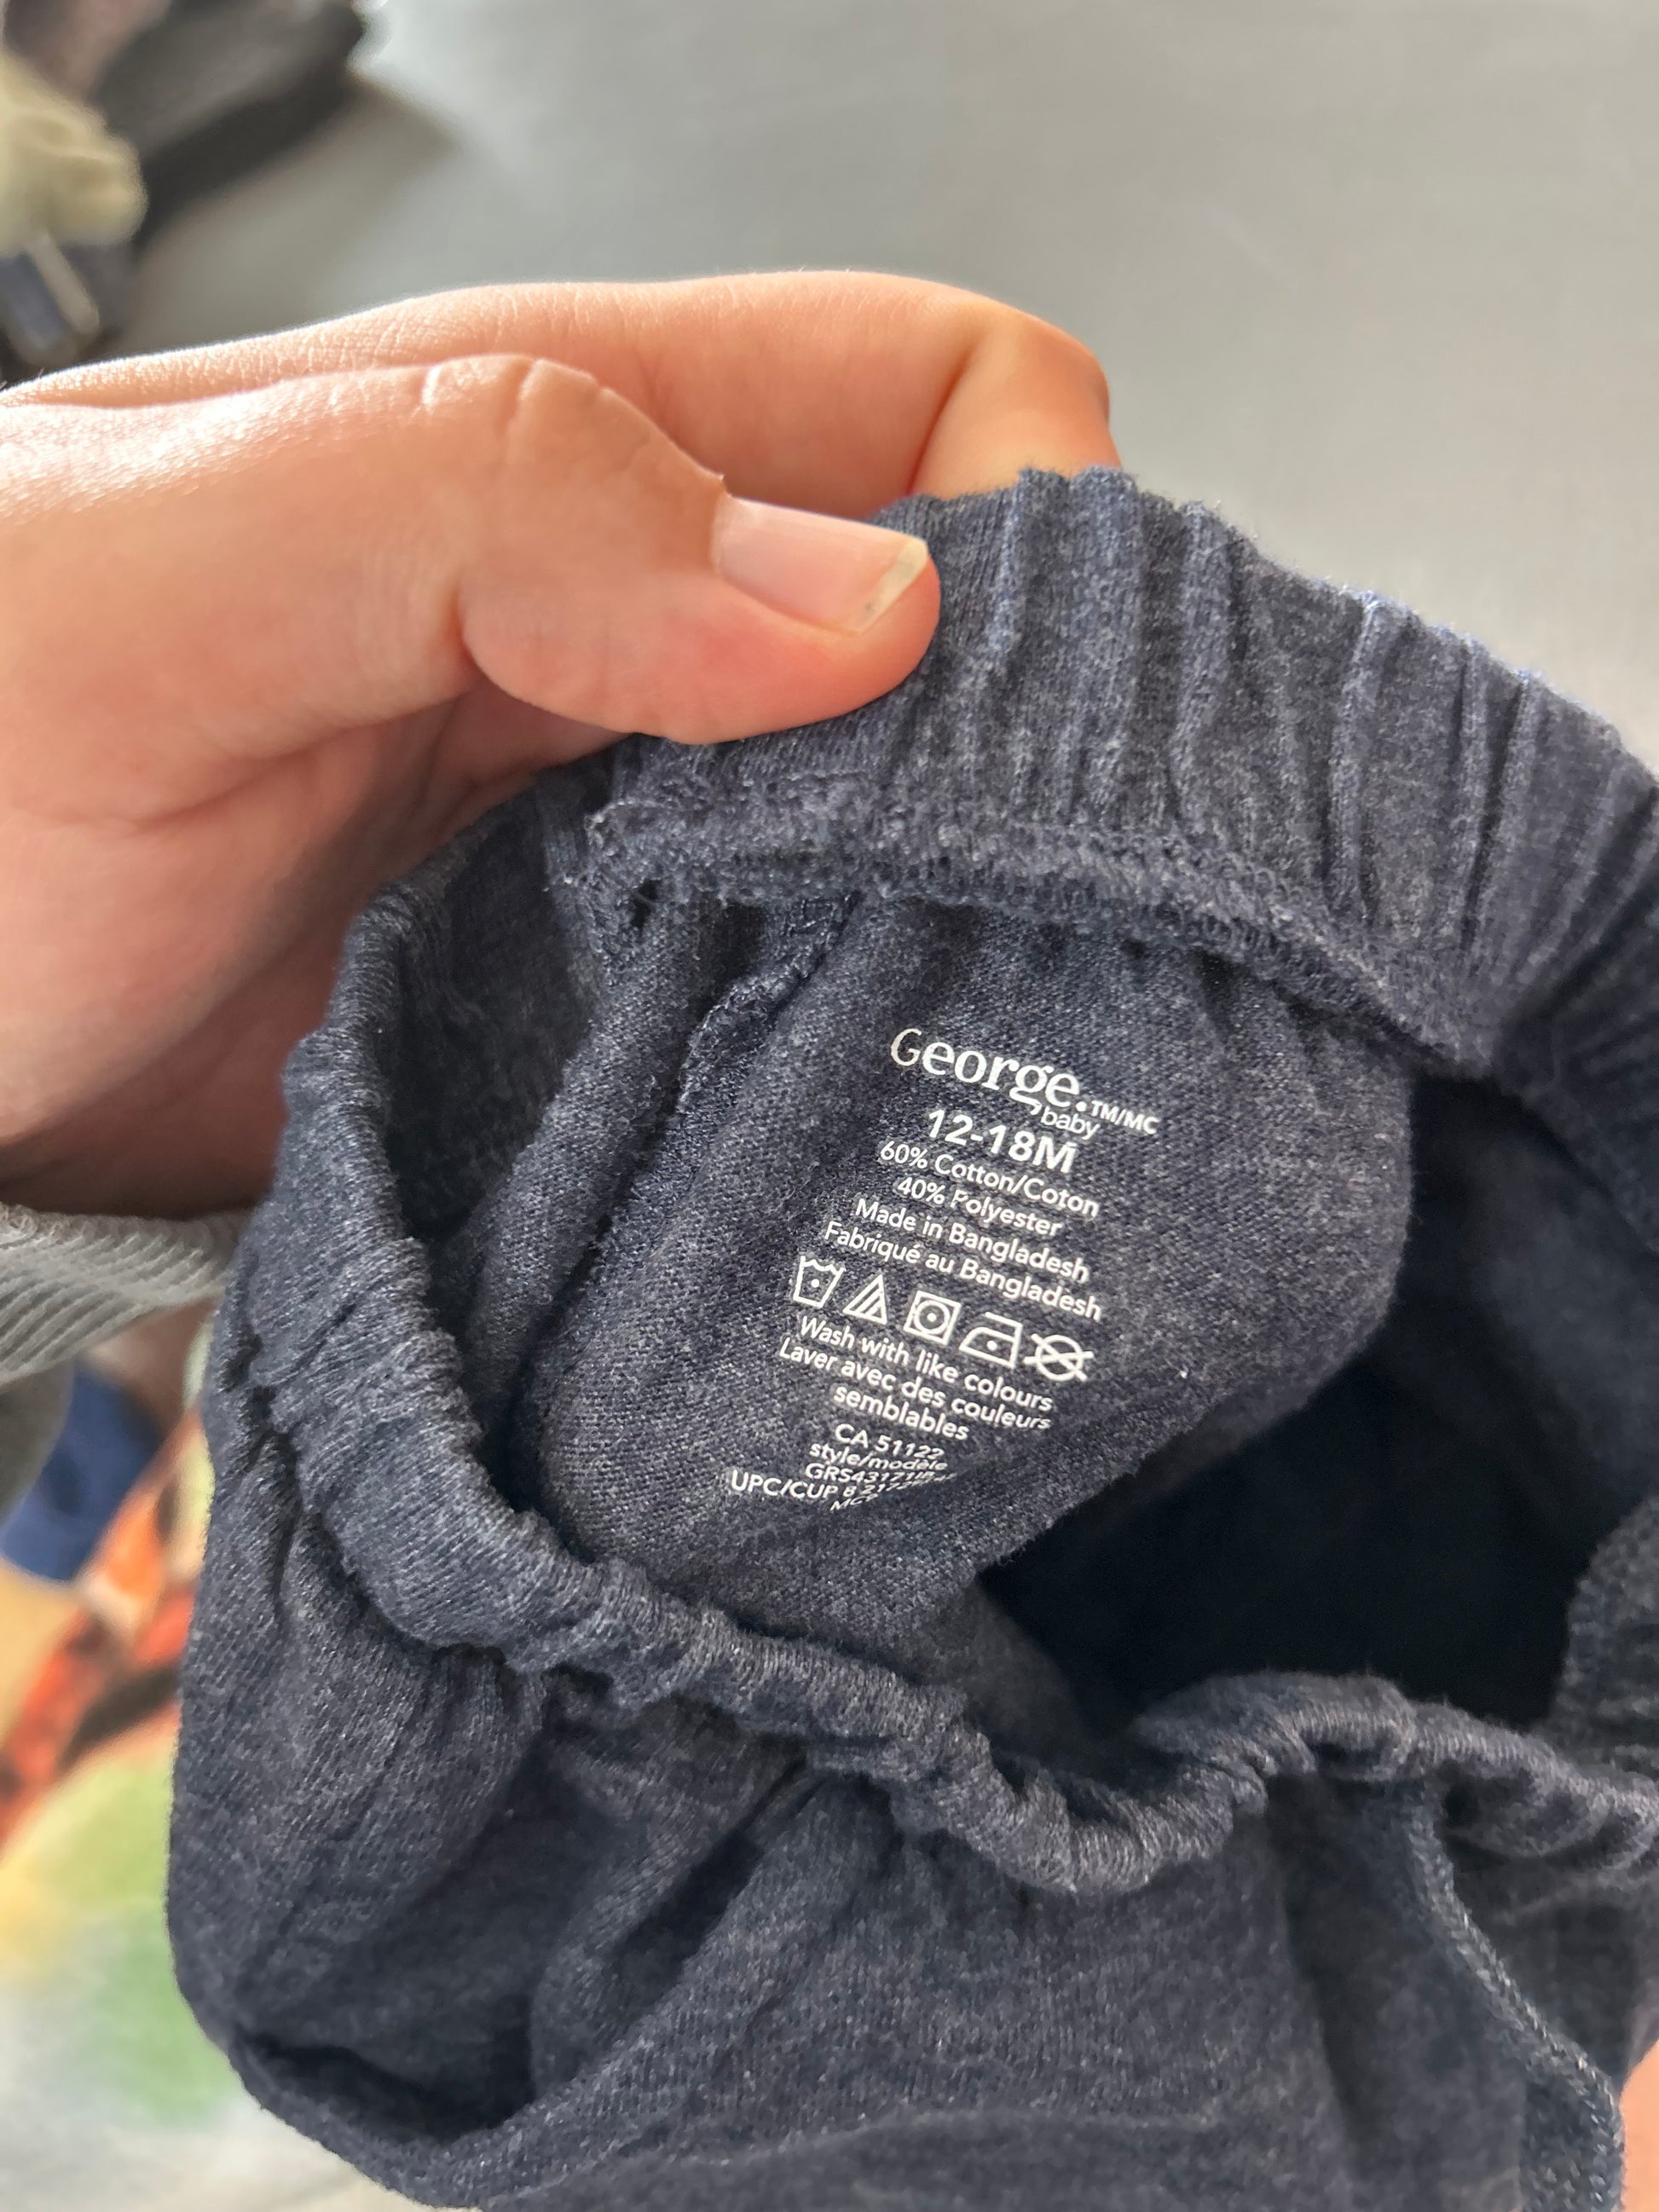 George.TM/MC
baby
12-18M
60% Cotton/Coton
40% Polyester
Made in Bangladesh
Fabriqué au Bangladesh
Wash with like colours
Laver avec des couleurs
semblables
CA 51122
style/modèle
UPC/CUP 8